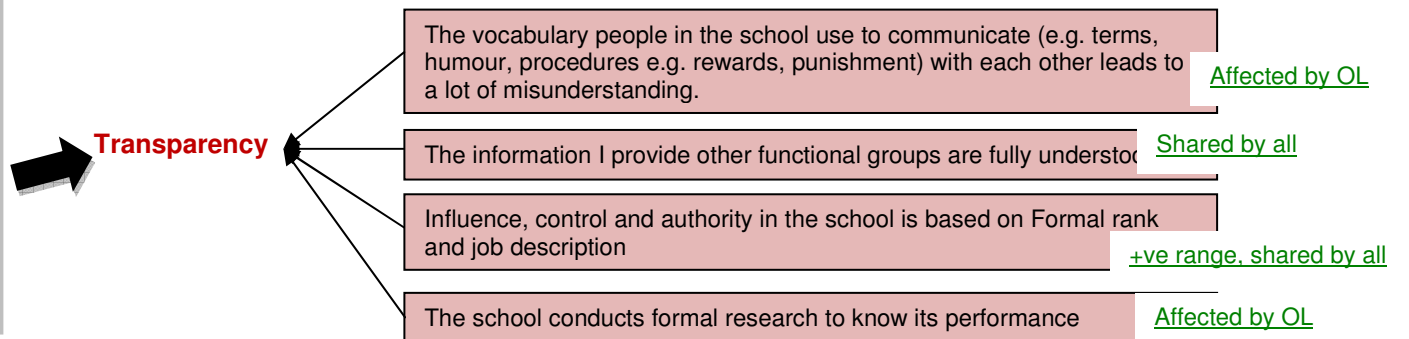 The vocabulary people in the school use to communicate (e.g. terms,
humour, procedures e.g. rewards, punishment) with each other leads to
a lot of misunderstanding.
Affected by OL
Transparency
The information I provide other functional groups are fully
Shared by all
Influence, control and authority in the school is based on Formal rank
and job description
+ve range, shared by all
The school conducts formal research to know its performance
Affected by OL